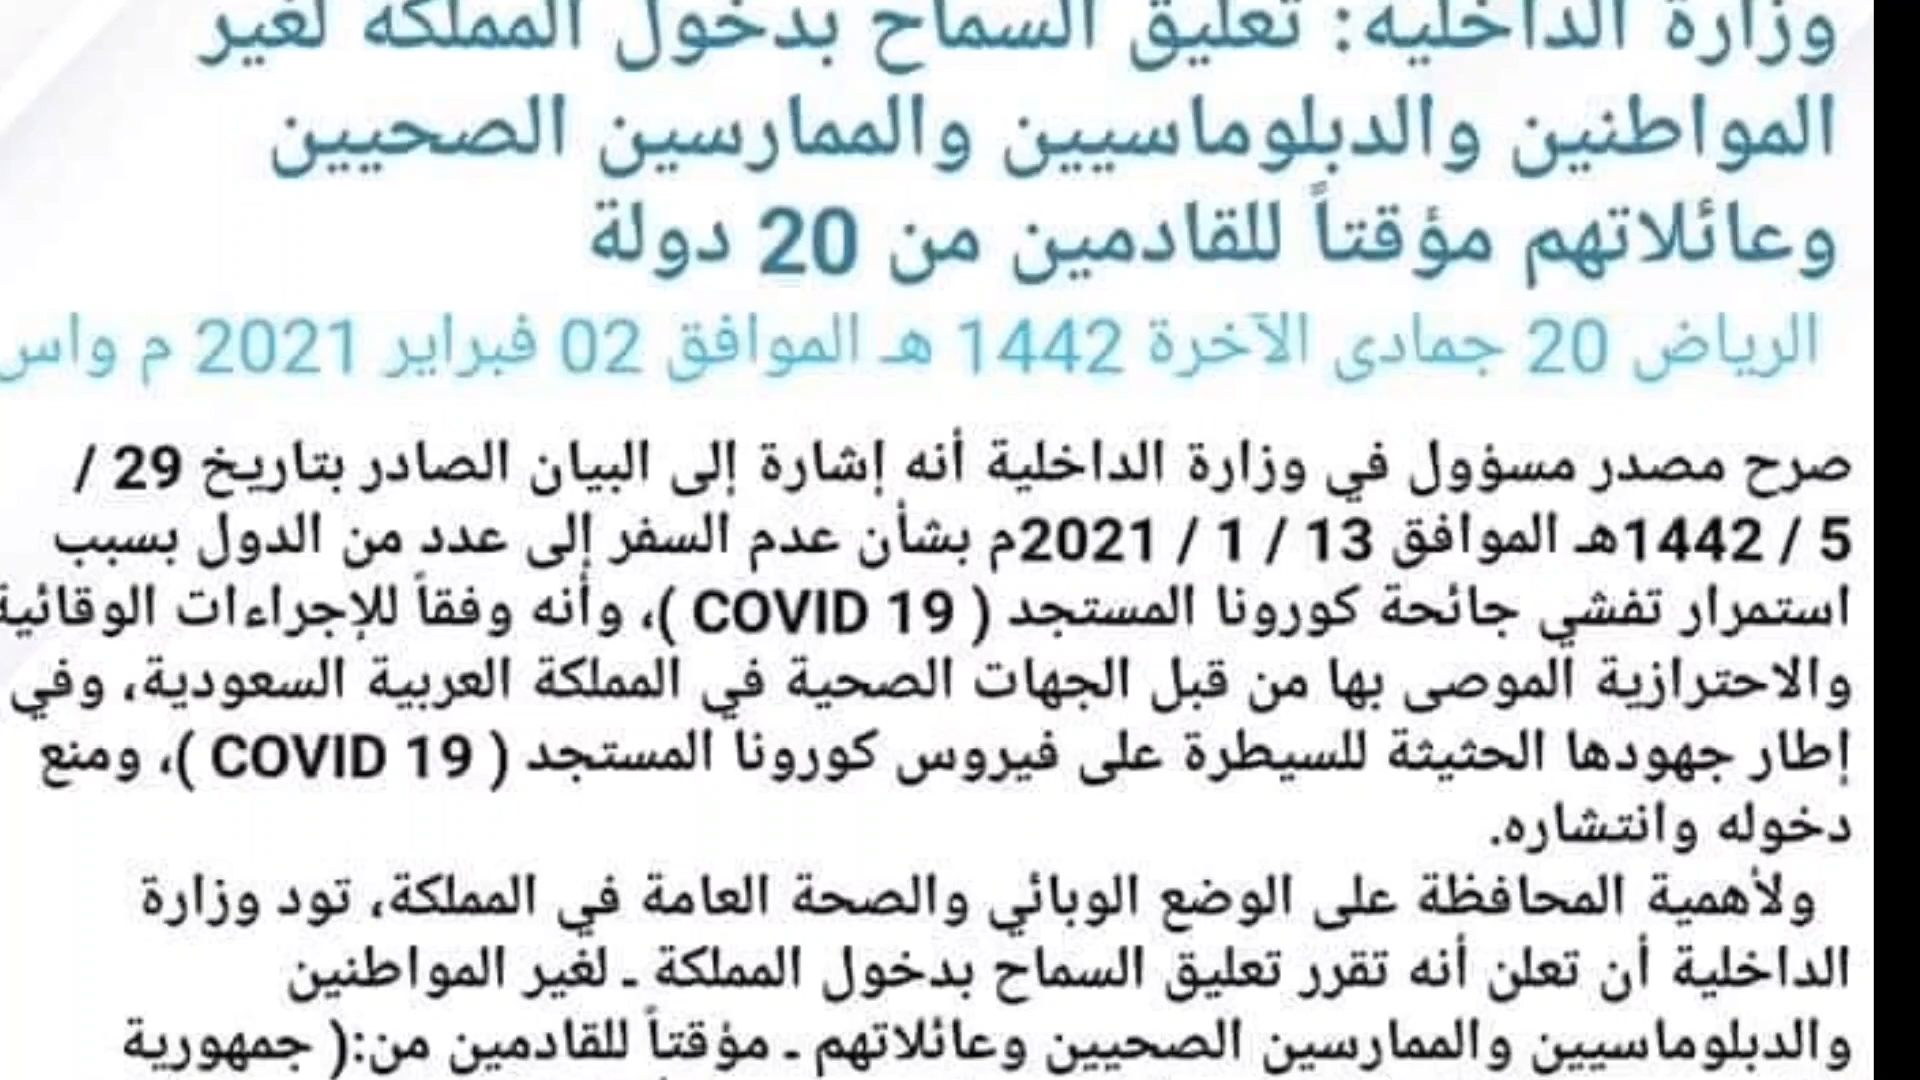 وزارة الداخلية: تعليق السماح بدخول المملكة لغير
المواطنين والدبلوماسيين والممارسين الصحيين
وعائلاتهم مؤقتاً للقادمين من 20 دولة
الرياض 20 جمادى الآخرة 1442 هـ الموافق 02 فبراير 2021 م واس
صرح مصدر مسؤول في وزارة الداخلية أنه إشارة إلى البيان الصادر بتاريخ 29 /
5 / 1442هـ الموافق 13 / 1 / 2021م بشأن عدم السفر إلى عدد من الدول بسبب
استمرار تفشي جائحة كورونا المستجد ( COVID 19 )، وأنه وفقاً للإجراءات الوقائية
والاحترازية الموصى بها من قبل الجهات الصحية في المملكة العربية السعودية، وفي
إطار جهودها الحثيثة للسيطرة على فيروس كورونا المستجد ( COVID 19 )، ومنع
دخوله وانتشاره.
ولأهمية المحافظة على الوضع الوبائي والصحة العامة في المملكة، تود وزارة
الداخلية أن تعلن أنه تقرر تعليق السماح بدخول المملكة ـ لغير المواطنين
والدبلوماسيين والممارسين الصحيين وعائلاتهم ـ مؤقتاً للقادمين من:( جمهورية